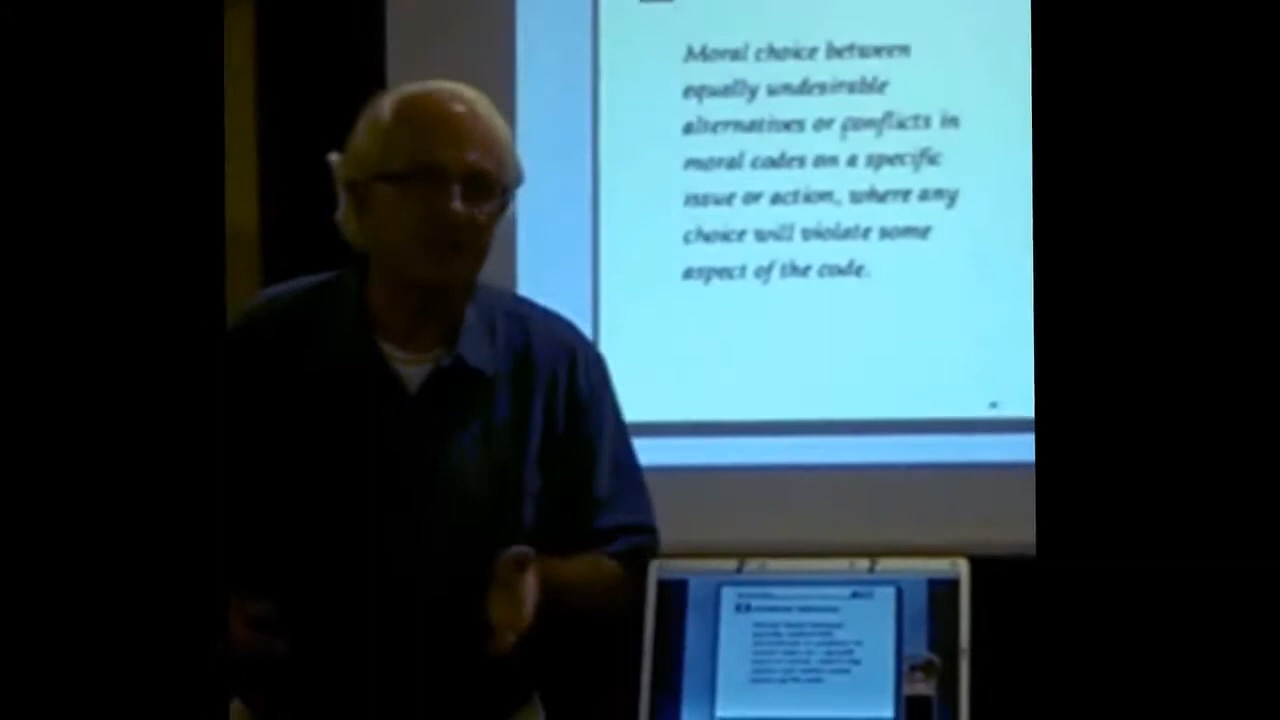 Moral choice between
equally undesirable
alternatives or conflicts in
moral codes on a specific
issue or action, where any
choice will violate some
aspect of the code.